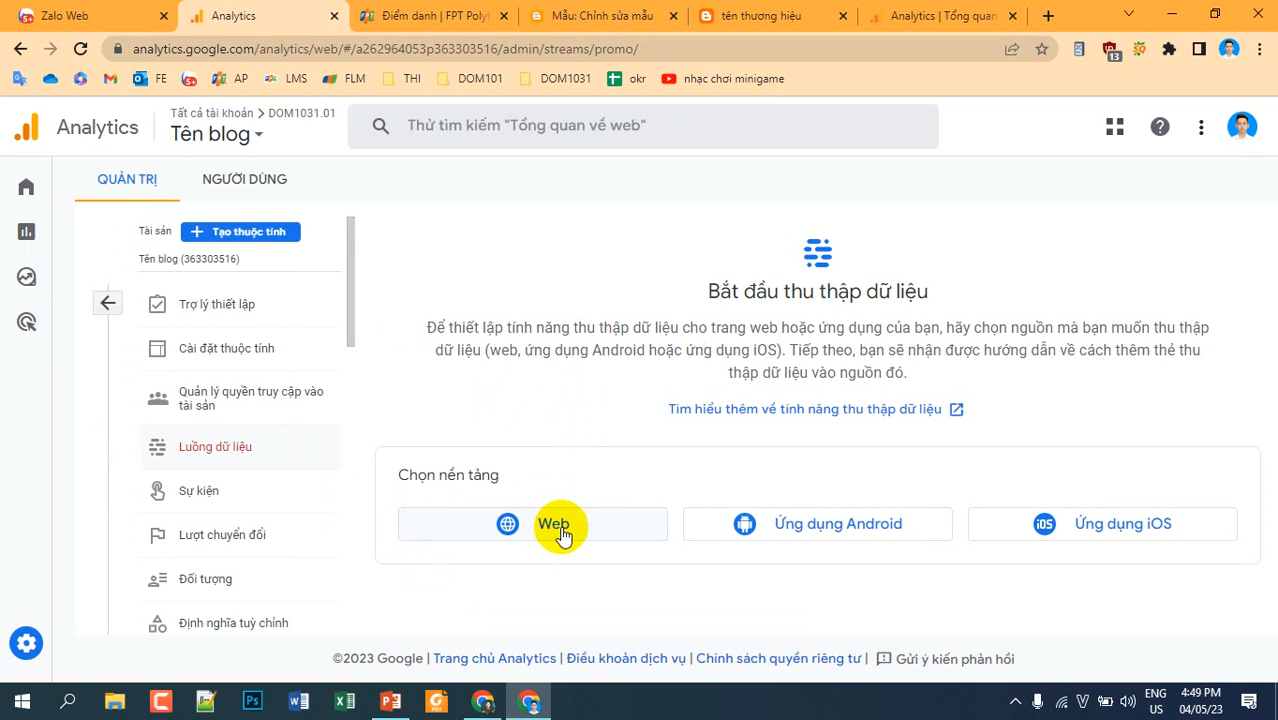 Zalo Web
Analytics
Điểm danh | FPT Poly
Mẫu: Chỉnh sửa mẫu
tên thương hiệu
Analytics | Tổng quan
analytics.google.com/analytics/web/#/a262964053p363303516/admin/streams/promo/
13
FE
AP
LMS
FLM
THI
DOM101
DOM1031
okr
nhạc chơi minigame
Analytics
Tất cả tài khoản > DOM1031.01
Tên blog
Thử tìm kiếm "Tổng quan về web"
QUẢN TRỊ
NGƯỜI DÙNG
Tài sản
+ Tạo thuộc tính
Tên blog (363303516)
Trợ lý thiết lập
Cài đặt thuộc tính
Quản lý quyền truy cập vào
tài sản
Luồng dữ liệu
Sự kiện
Lượt chuyển đổi
Đối tượng
Định nghĩa tuỳ chỉnh
Bắt đầu thu thập dữ liệu
Để thiết lập tính năng thu thập dữ liệu cho trang web hoặc ứng dụng của bạn, hãy chọn nguồn mà bạn muốn thu thập
dữ liệu (web, ứng dụng Android hoặc ứng dụng iOS). Tiếp theo, bạn sẽ nhận được hướng dẫn về cách thêm thẻ thu
thập dữ liệu vào nguồn đó.
Tìm hiểu thêm về tính năng thu thập dữ liệu
Chọn nền tảng
Web
Ứng dụng Android
iOS
Ứng dụng iOS
©2023 Google | Trang chủ Analytics | Điều khoản dịch vụ | Chính sách quyền riêng tư | Gửi ý kiến phản hồi
ENG
US
4:49 PM
04/05/23